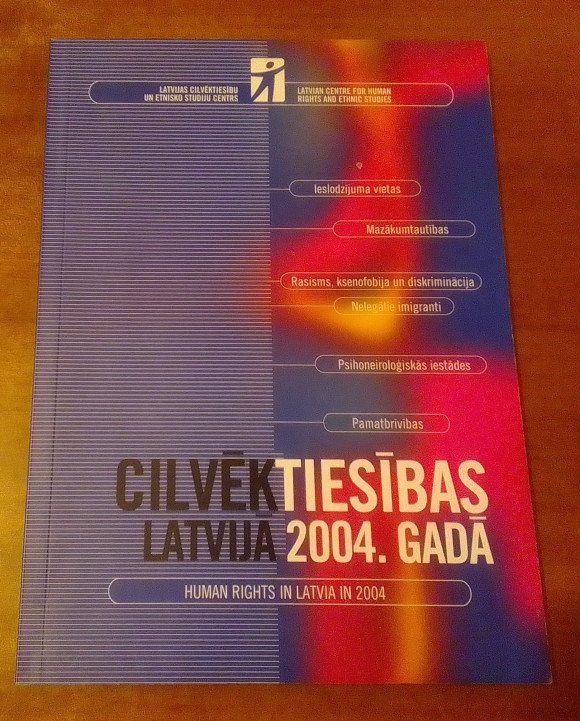 LATVIJAS CILVĒKTIESĪBU
UN ETNISKO STUDIJU CENTRS
LATVIAN CENTRE FOR HUMAN
RIGHTS AND ETHNIC STUDIES
Ieslodzījuma vietas
Mazākumtautības
Rasisms, ksenofobija un diskriminācija
Nelegālie imigranti
Psihoneiroloģiskās iestādes
Pamatbrīvības
CILVĒKTIESĪBAS
LATVIJĀ 2004. GADĀ
HUMAN RIGHTS IN LATVIA IN 2004